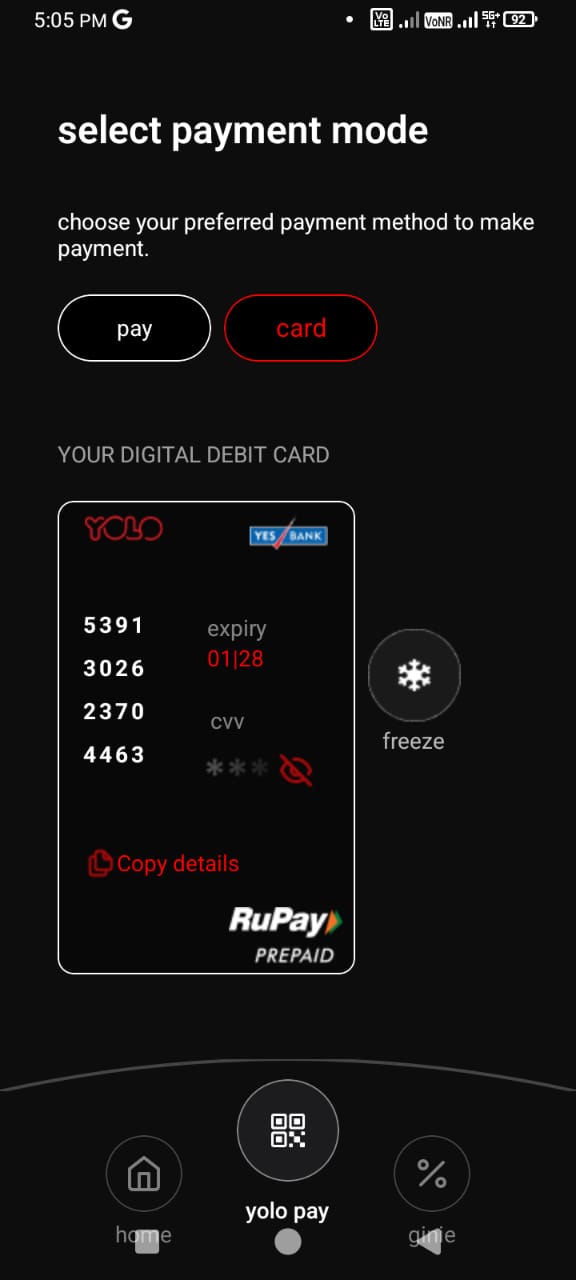 5:05 PM G
Vo LTE VoNR 5G+ 92
select payment mode
choose your preferred payment method to make
payment.
pay card
YOUR DIGITAL DEBIT CARD
YOLO YES BANK
5391
3026
2370
4463
expiry
01|28
cvv
***
freeze
Copy details
RuPay
PREPAID
yolo pay
home
ginie